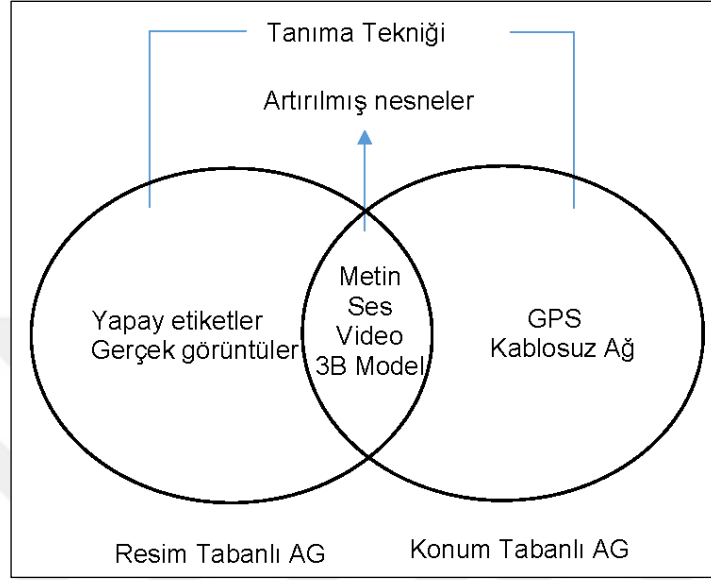 Tanıma Tekniği
Artırılmış nesneler
Yapay etiketler
Gerçek görüntüler
Metin
Ses
Video
3B Model
GPS
Kablosuz Ağ
Resim Tabanlı AG
Konum Tabanlı AG